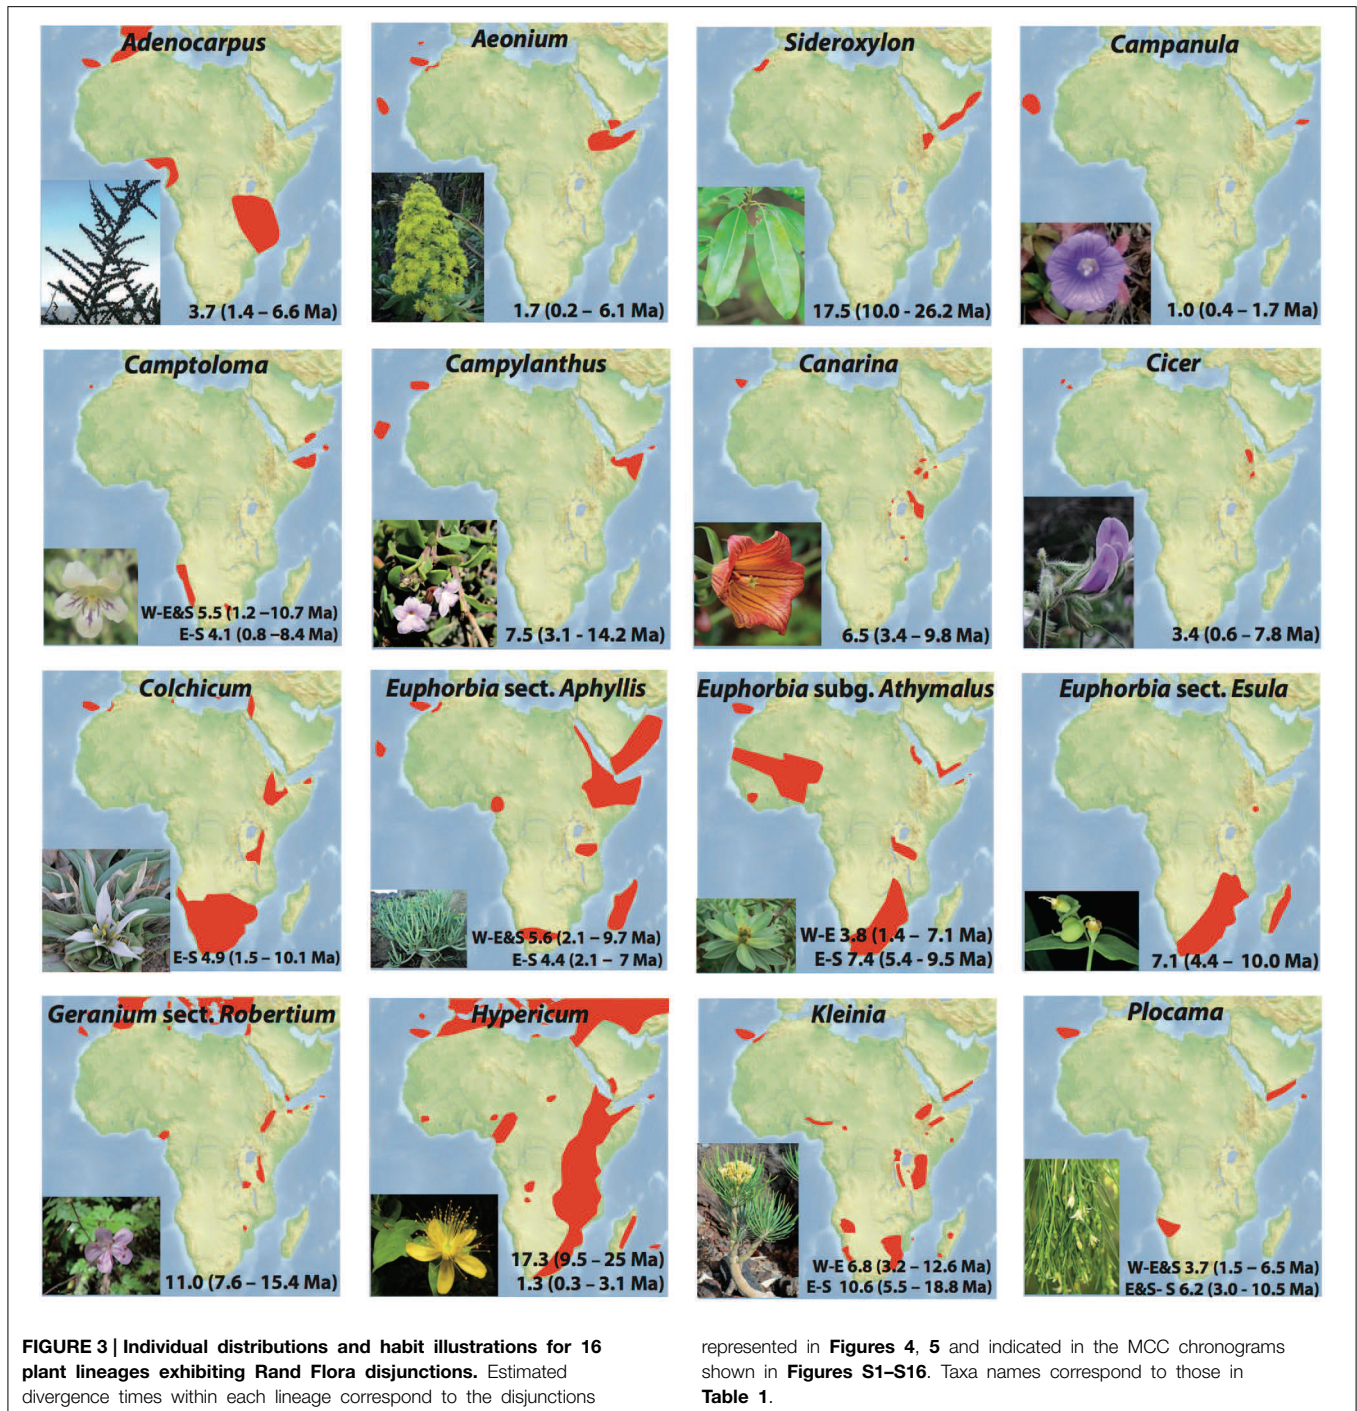 Adenocarpus
3.7 (1.4 – 6.6 Ma)
Aeonium
1.7 (0.2 – 6.1 Ma)
Sideroxylon
17.5 (10.0 - 26.2 Ma)
Campanula
1.0 (0.4 – 1.7 Ma)
Camptoloma
W-E&S 5.5 (1.2 –10.7 Ma)
E-S 4.1 (0.8 –8.4 Ma)
Campylanthus
7.5 (3.1 - 14.2 Ma)
Canarina
6.5 (3.4 – 9.8 Ma)
Cicer
3.4 (0.6 – 7.8 Ma)
Colchicum
E-S 4.9 (1.5 – 10.1 Ma)
Euphorbia sect. Aphyllis
W-E&S 5.6 (2.1 – 9.7 Ma)
E-S 4.4 (2.1 – 7 Ma)
Euphorbia subg. Athymalus
W-E 3.8 (1.4 – 7.1 Ma)
E-S 7.4 (5.4 - 9.5 Ma)
Euphorbia sect. Esula
7.1 (4.4 – 10.0 Ma)
Geranium sect. Robertium
11.0 (7.6 – 15.4 Ma)
Hypericum
17.3 (9.5 – 25 Ma)
1.3 (0.3 – 3.1 Ma)
Kleinia
W-E 6.8 (3.2 – 12.6 Ma)
E-S 10.6 (5.5 – 18.8 Ma)
Plocama
W-E&S 3.7 (1.5 – 6.5 Ma)
E&S- S 6.2 (3.0 - 10.5 Ma)
FIGURE 3 | Individual distributions and habit illustrations for 16
plant lineages exhibiting Rand Flora disjunctions. Estimated
divergence times within each lineage correspond to the disjunctions
represented in Figures 4, 5 and indicated in the MCC chronograms
shown in Figures S1–S16. Taxa names correspond to those in
Table 1.